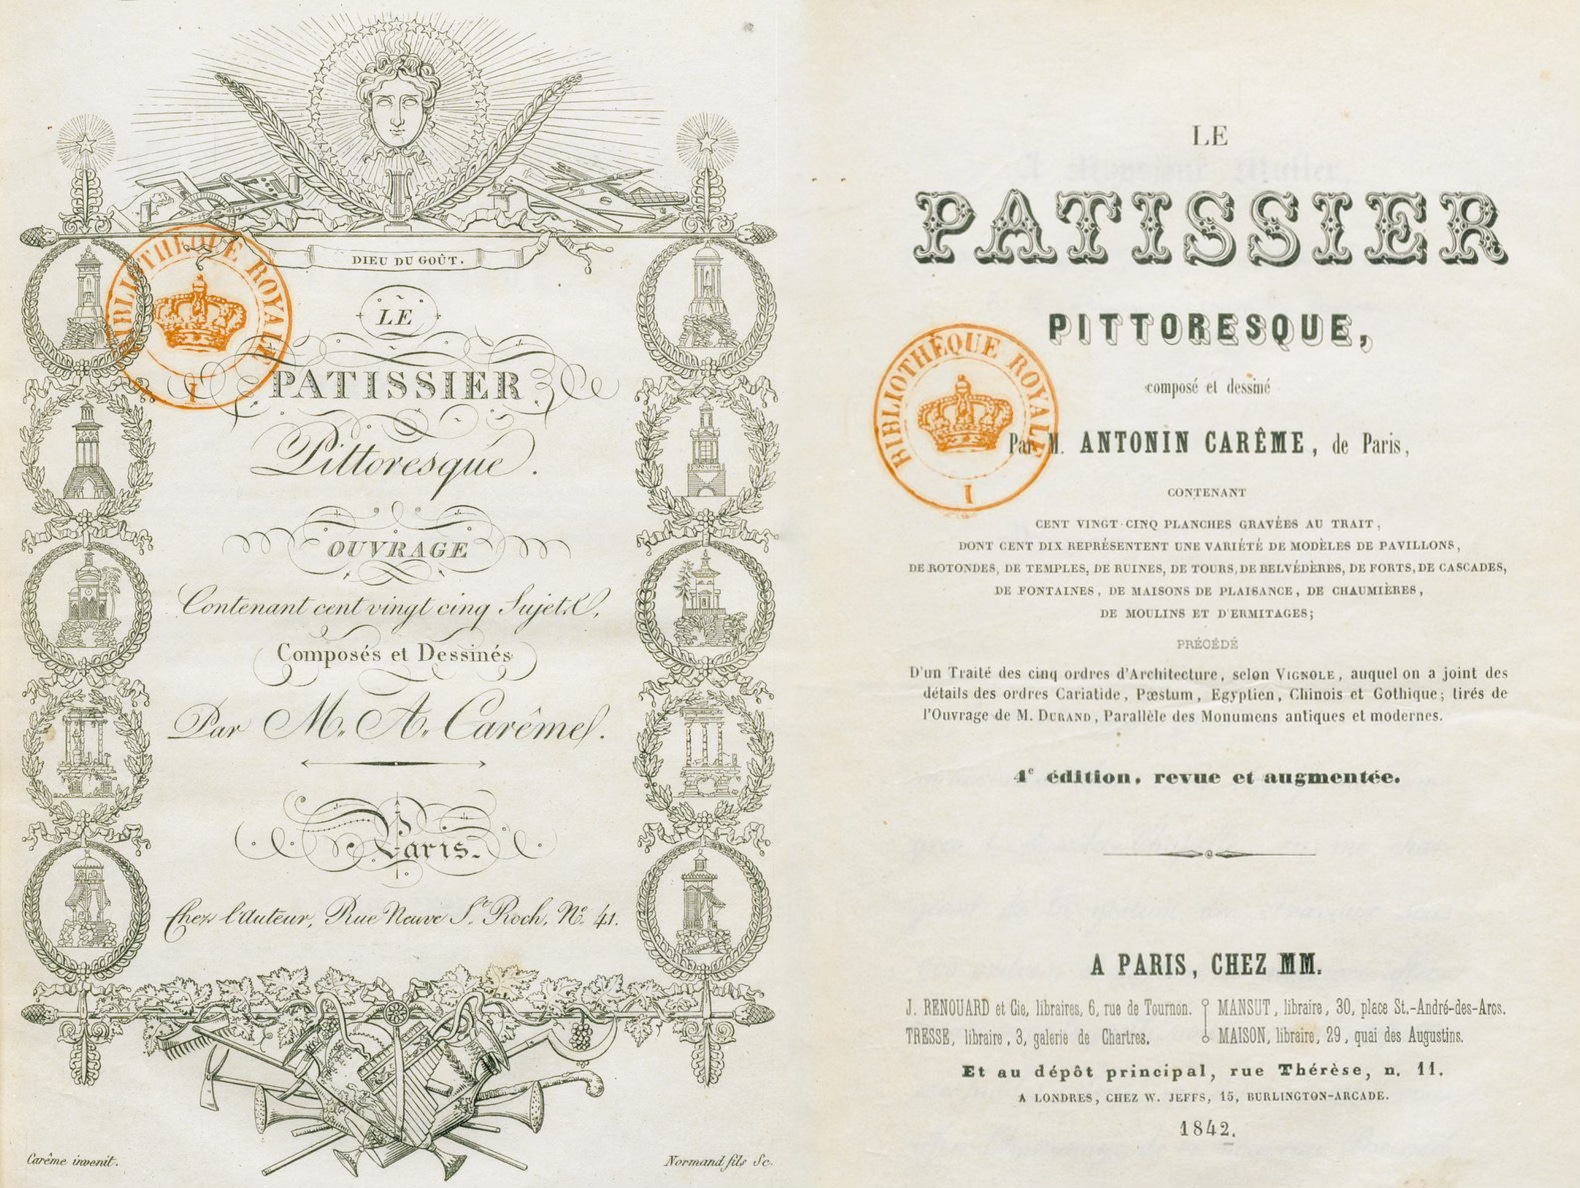 DIEU DU GOÛT.
LE
PATISSIER
Pittoresque.
OUVRAGE
Contenant cent vingt cinq Sujets,
Composés et Dessinés
Par M. A. Carême.
Paris.
Chez l'Auteur, Rue Neuve St. Roch, No. 41.
Carême invenit.
Normand fils Sc.
BIBLIOTHÈQUE ROYALE
I
LE
PATISSIER
PITTORESQUE,
composé et dessiné
Par M. ANTONIN CARÊME, de Paris,
CONTENANT
CENT VINGT-CINQ PLANCHES GRAVÉES AU TRAIT,
DONT CENT DIX REPRÉSENTENT UNE VARIÉTÉ DE MODÈLES DE PAVILLONS,
DE ROTONDES, DE TEMPLES, DE RUINES, DE TOURS, DE BELVÉDÈRES, DE FORTS, DE CASCADES,
DE FONTAINES, DE MAISONS DE PLAISANCE, DE CHAUMIÈRES,
DE MOULINS ET D'ERMITAGES;
PRÉCÉDÉ
D'un Traité des cinq ordres d'Architecture, selon VIGNOLE, auquel on a joint des
détails des ordres Cariatide, Pœstum, Egyptien, Chinois et Gothique; tirés de
l'Ouvrage de M. DURAND, Parallèle des Monumens antiques et modernes.
4e édition, revue et augmentée.
A PARIS, CHEZ MM.
J. RENOUARD et Cie, libraires, 6, rue de Tournon.
TRESSE, libraire, 3, galerie de Chartres.
MANSUT, libraire, 30, place St.-André-des-Arcs.
MAISON, libraire, 29, quai des Augustins.
Et au dépôt principal, rue Thérèse, n. 11.
A LONDRES, CHEZ W. JEFFS, 15, BURLINGTON-ARCADE.
1842.
BIBLIOTHÈQUE ROYALE
I